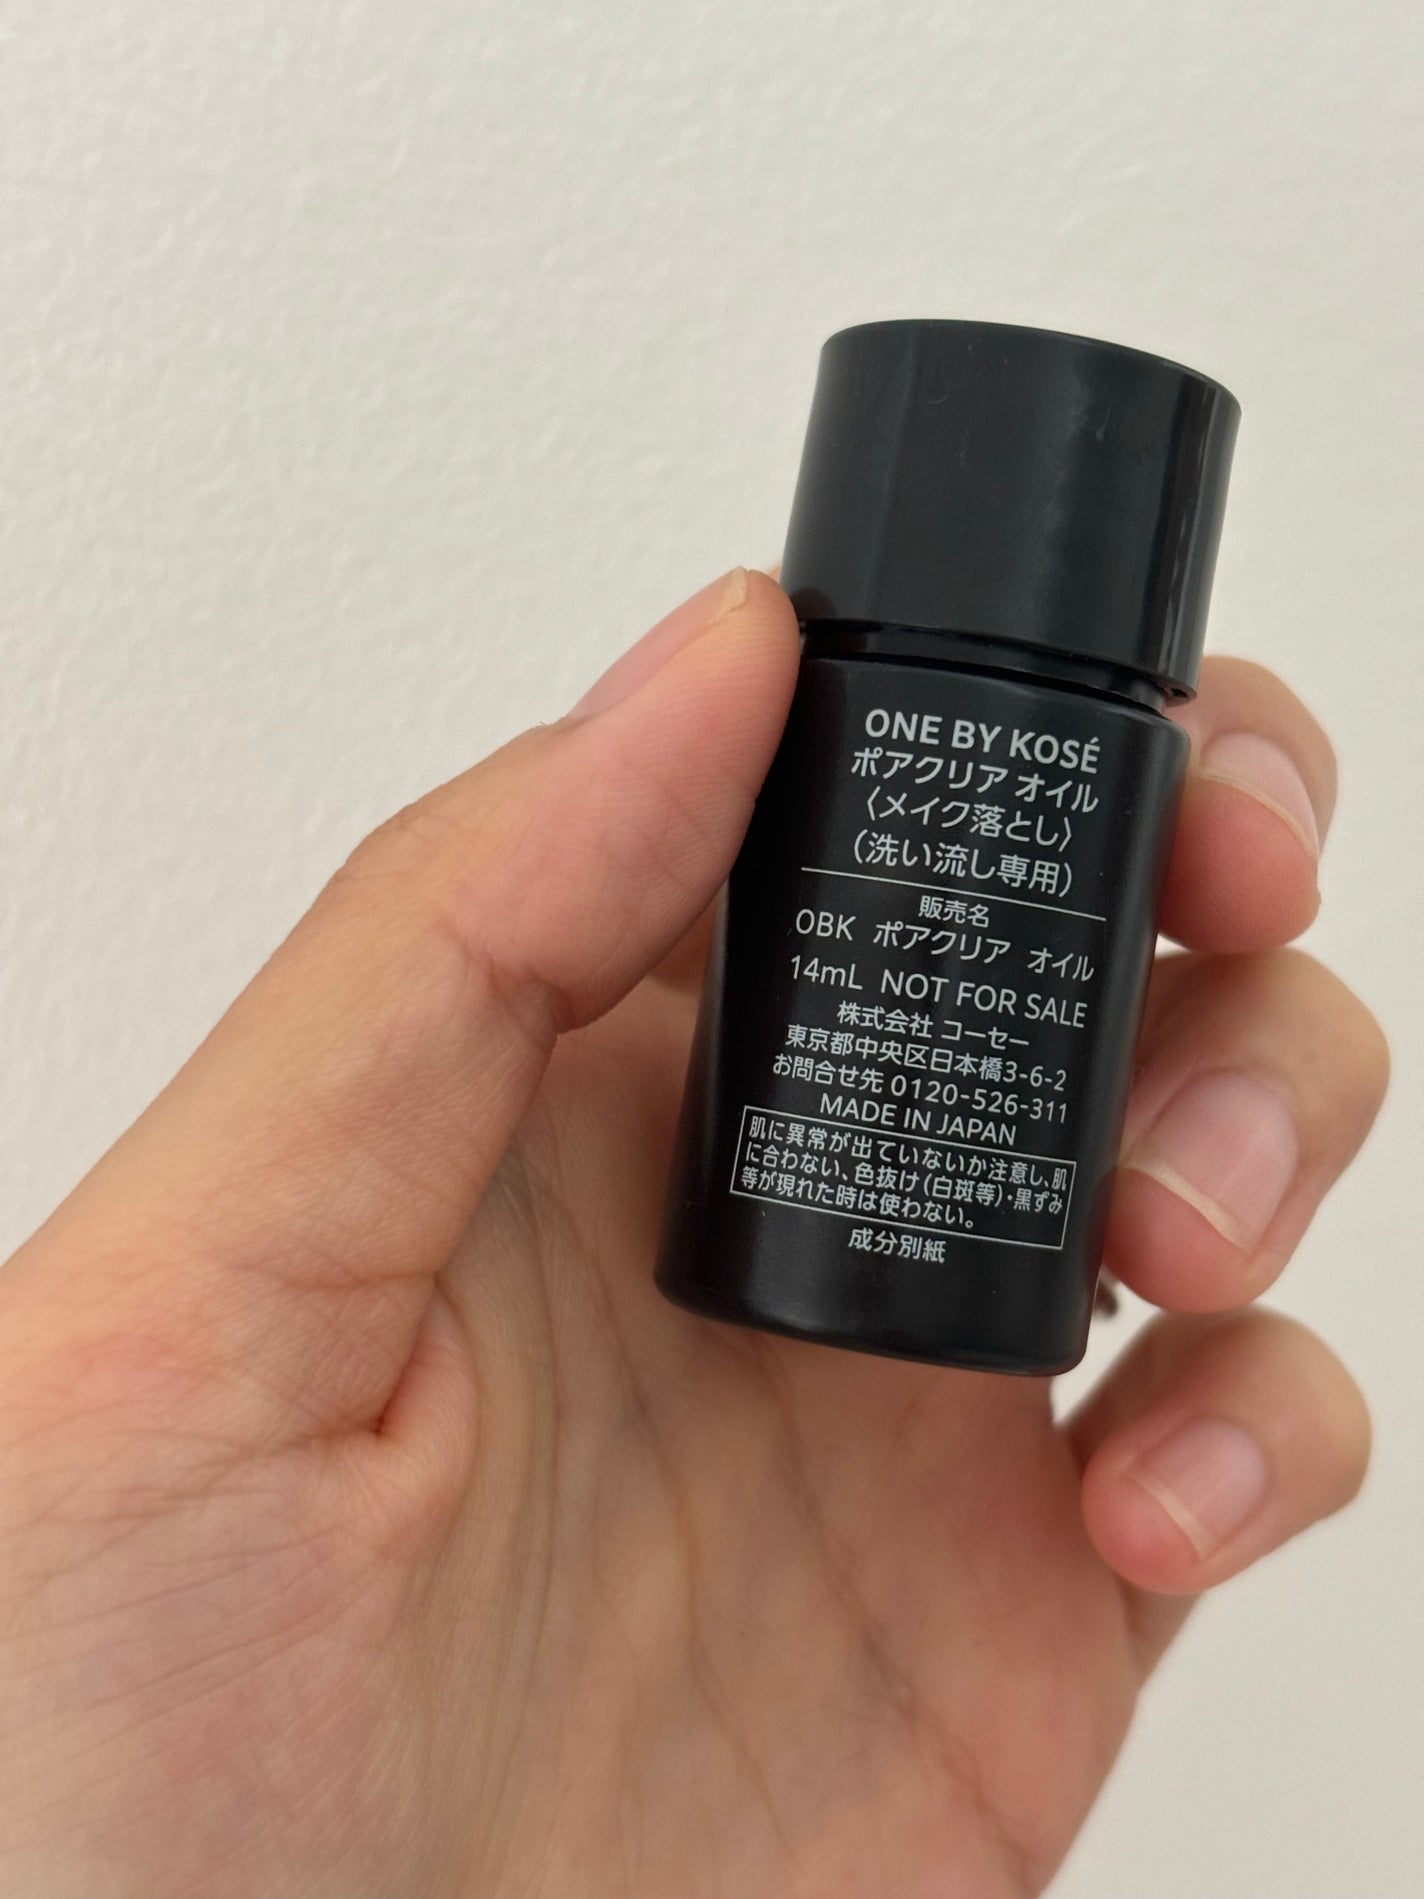 ONE BY KOSÉ
ポアクリア オイル
〈メイク落とし〉
（洗い流し専用）
販売名
OBK ポアクリア オイル
14mL NOT FOR SALE
株式会社 コーセー
東京都中央区日本橋3-6-2
お問合せ先 0120-526-311
MADE IN JAPAN
肌に異常が出ていないか注意し、肌
に合わない、色抜け（白斑等）・黒ずみ
等が現れた時は使わない。
成分別紙